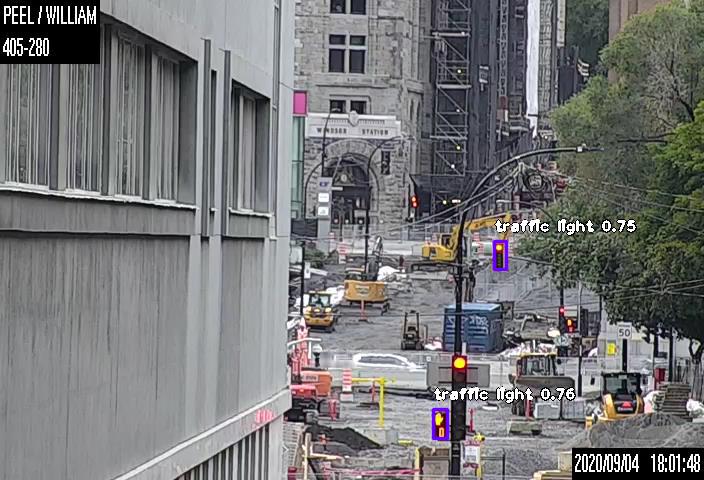 PEEL / WILLIAM
405-280
WINDSOR STATION
traffic light 0.75
50
traffic light 0.76
0
2020/09/04 18:01:48